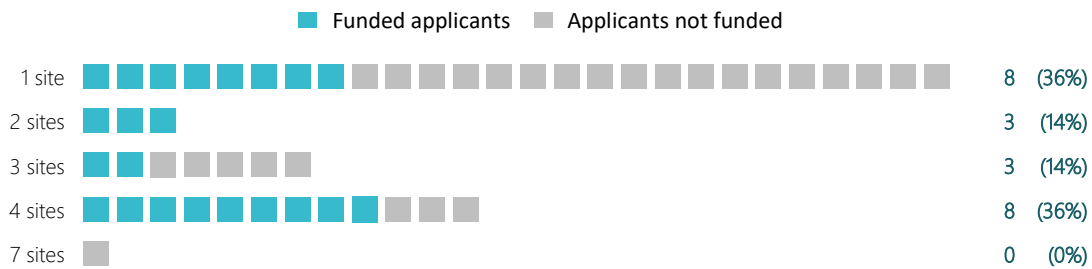 Funded applicants Applicants not funded
1 site 8 (36%)
2 sites 3 (14%)
3 sites 3 (14%)
4 sites 8 (36%)
7 sites 0 (0%)